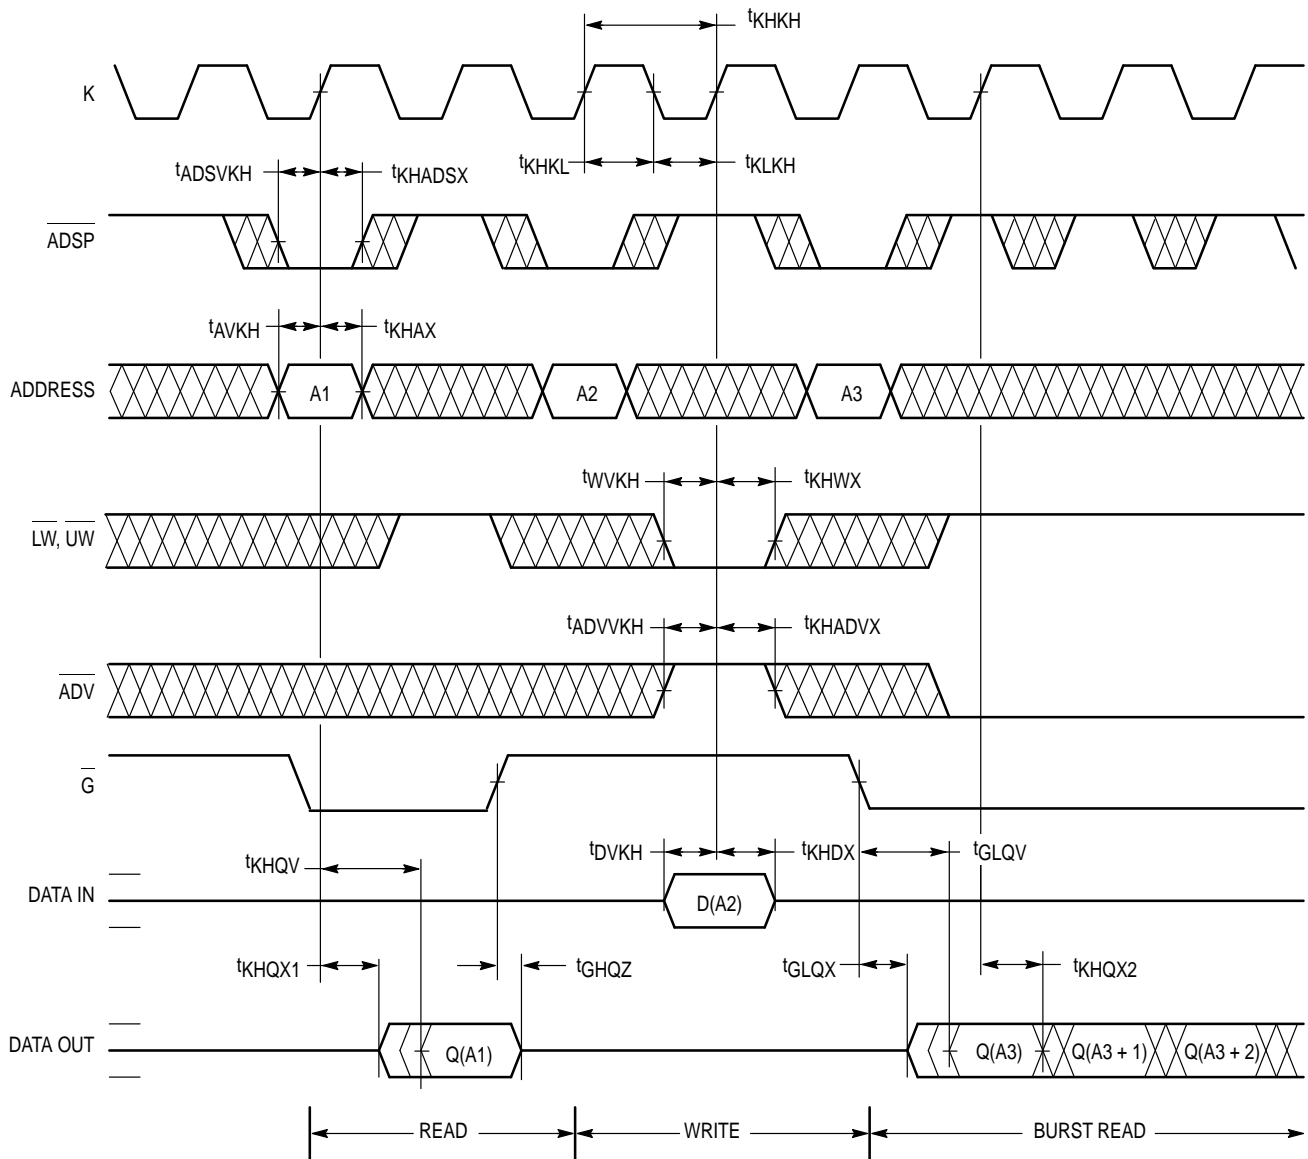 tKHKH
K
tADSVKH tKHADSX tKHKL tKLKH
ADSP
tAVKH tKHAX
ADDRESS A1 A2 A3
tWVKH tKHWX
LW, UW
tADVVKH tKHADVX
ADV
G
tKHQV tDVKH tKHDX tGLQV
DATA IN D(A2)
tKHQX1 tGHQZ tGLQX tKHQX2
DATA OUT Q(A1) Q(A3) Q(A3 + 1) Q(A3 + 2)
READ WRITE BURST READ